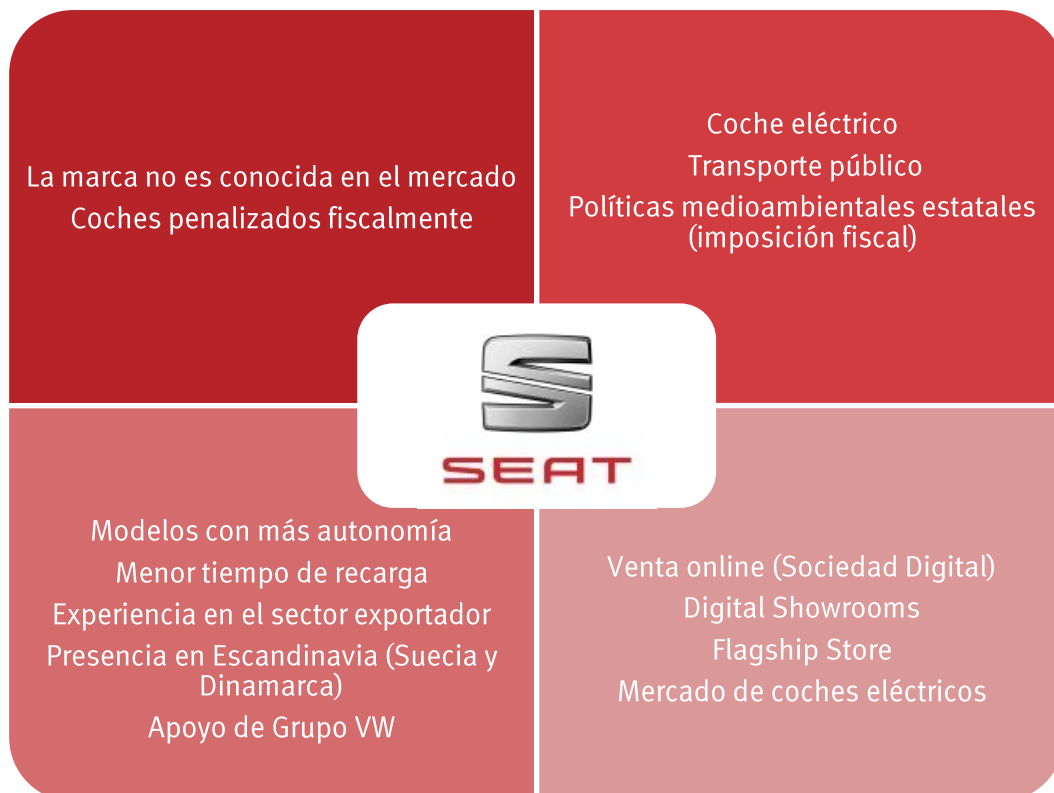 La marca no es conocida en el mercado
Coches penalizados fiscalmente
Coche eléctrico
Transporte público
Políticas medioambientales estatales
(imposición fiscal)
SEAT
Modelos con más autonomía
Menor tiempo de recarga
Experiencia en el sector exportador
Presencia en Escandinavia (Suecia y
Dinamarca)
Apoyo de Grupo VW
Venta online (Sociedad Digital)
Digital Showrooms
Flagship Store
Mercado de coches eléctricos